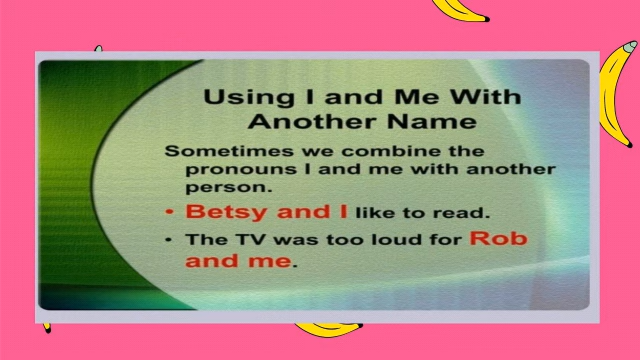 Using I and Me With
Another Name
Sometimes we combine the
pronouns I and me with another
person.
• Betsy and I like to read.
• The TV was too loud for Rob
and me.